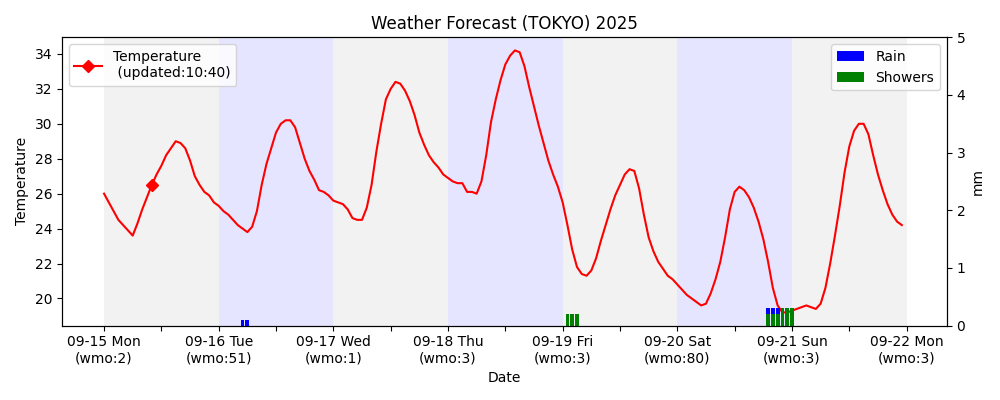 Weather Forecast (TOKYO) 2025
Temperature
(updated:10:40)
Rain
Showers
34
32
30
28
26
24
22
20
Temperature
5
4
3
2
1
0
mm
09-15 Mon
(wmo:2)
09-16 Tue
(wmo:51)
09-17 Wed
(wmo:1)
09-18 Thu
(wmo:3)
09-19 Fri
(wmo:3)
09-20 Sat
(wmo:80)
09-21 Sun
(wmo:3)
09-22 Mon
(wmo:3)
Date